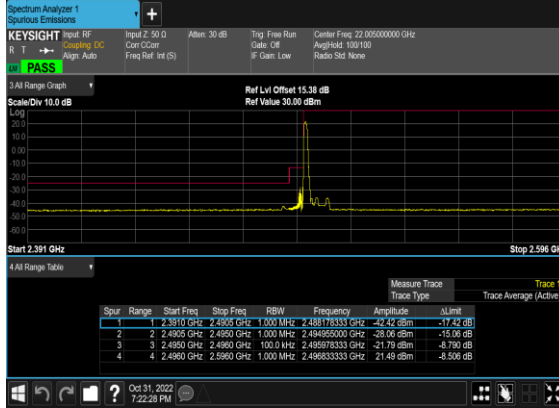 Spectrum Analyzer 1
Spurious Emissions
KEYSIGHT Input: RF Input Z: 50 Ω Atten: 30 dB Trig: Free Run Center Freq: 22.005000000 GHz
R T Coupling: DC Corr CCorr Gate: Off Avg|Hold: 100/100
Align: Auto Freq Ref: Int (S) IF Gain: Low Radio Std: None
PASS
3 All Range Graph
Ref Lvl Offset 15.38 dB
Scale/Div 10.0 dB Ref Value 30.00 dBm
Log
20.0
10.0
0.00
-10.0
-20.0
-30.0
-40.0
-50.0
-60.0
Start 2.391 GHz Stop 2.596 GH
4 All Range Table
Measure Trace Trace 1
Trace Type Trace Average (Active
Spur Range Start Freq Stop Freq RBW Frequency Amplitude ΔLimit
1 1 2.3910 GHz 2.4905 GHz 1.000 MHz 2.488178333 GHz -42.42 dBm -17.42 dB
2 2 2.4905 GHz 2.4950 GHz 1.000 MHz 2.494955000 GHz -28.06 dBm -15.06 dB
3 3 2.4950 GHz 2.4960 GHz 100.0 kHz 2.495978333 GHz -21.79 dBm -8.790 dB
4 4 2.4960 GHz 2.5960 GHz 1.000 MHz 2.496833333 GHz 21.49 dBm -8.506 dB
Oct 31, 2022
7:22:28 PM